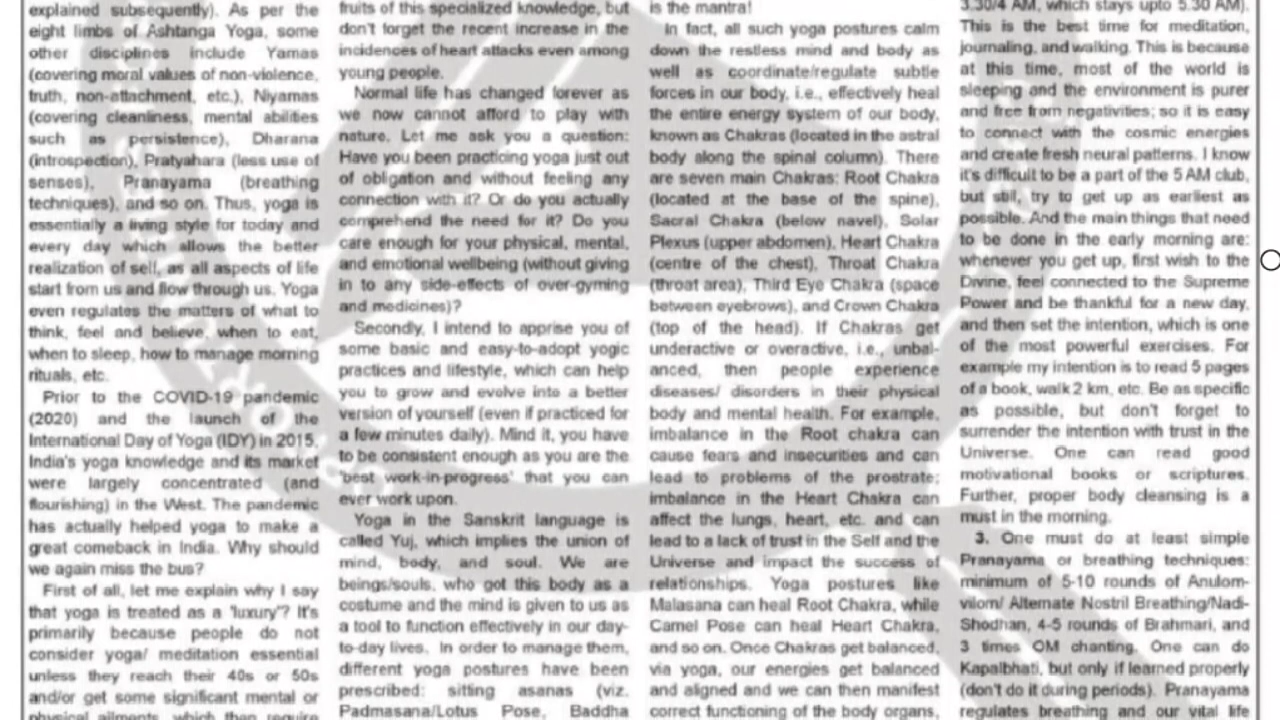 explained subsequently). As per the
eight limbs of Ashtanga Yoga, some
other disciplines include Yamas
(covering moral values of non-violence,
truth, non-attachment, etc.), Niyamas
(covering cleanliness, mental abilities
such as persistence), Dharana
(introspection), Pratyahara (less use of
senses), Pranayama (breathing
techniques), and so on. Thus, yoga is
essentially a living style for today and
every day which allows the better
realization of self, as all aspects of life
start from us and flow through us. Yoga
even regulates the matters of what to
think, feel and believe, when to eat,
when to sleep, how to manage morning
rituals, etc.
Prior to the COVID-19 pandemic
(2020) and the launch of the
International Day of Yoga (IDY) in 2015,
India's yoga knowledge and its market
were largely concentrated (and
flourishing) in the West. The pandemic
has actually helped yoga to make a
great comeback in India. Why should
we again miss the bus?
First of all, let me explain why I say
that yoga is treated as a 'luxury'? It's
primarily because people do not
consider yoga/ meditation essential
unless they reach their 40s or 50s
and/or get some significant mental or
physical ailments, which then require
fruits of this specialized knowledge, but
don't forget the recent increase in the
incidences of heart attacks even among
young people.
Normal life has changed forever as
we now cannot afford to play with
nature. Let me ask you a question:
Have you been practicing yoga just out
of obligation and without feeling any
connection with it? Or do you actually
comprehend the need for it? Do you
care enough for your physical, mental,
and emotional wellbeing (without giving
in to any side-effects of over-gyming
and medicines)?
Secondly, I intend to apprise you of
some basic and easy-to-adopt yogic
practices and lifestyle, which can help
you to grow and evolve into a better
version of yourself (even if practiced for
a few minutes daily). Mind it, you have
to be consistent enough as you are the
'best work-in-progress' that you can
ever work upon.
Yoga in the Sanskrit language is
called Yuj, which implies the union of
mind, body, and soul. We are
beings/souls, who got this body as a
costume and the mind is given to us as
a tool to function effectively in our day-
to-day lives. In order to manage them,
different yoga postures have been
prescribed: sitting asanas (viz.
Padmasana/Lotus Pose, Baddha
is the mantra!
In fact, all such yoga postures calm
down the restless mind and body as
well as coordinate/regulate subtle
forces in our body, i.e., effectively heal
the entire energy system of our body,
known as Chakras (located in the astral
body along the spinal column). There
are seven main Chakras: Root Chakra
(located at the base of the spine),
Sacral Chakra (below navel), Solar
Plexus (upper abdomen), Heart Chakra
(centre of the chest), Throat Chakra
(throat area), Third Eye Chakra (space
between eyebrows), and Crown Chakra
(top of the head). If Chakras get
underactive or overactive, i.e., unbal-
anced, then people experience
diseases/ disorders in their physical
body and mental health. For example,
imbalance in the Root chakra can
cause fears and insecurities and can
lead to problems of the prostrate;
imbalance in the Heart Chakra can
affect the lungs, heart, etc. and can
lead to a lack of trust in the Self and the
Universe and impact the success of
relationships. Yoga postures like
Malasana can heal Root Chakra, while
Camel Pose can heal Heart Chakra,
and so on. Once Chakras get balanced,
via yoga, our energies get balanced
and aligned and we can then manifest
correct functioning of the body organs,
3.30/4 AM, which stays upto 5.30 AM).
This is the best time for meditation,
journaling, and walking. This is because
at this time, most of the world is
sleeping and the environment is purer
and free from negativities; so it is easy
to connect with the cosmic energies
and create fresh neural patterns. I know
it's difficult to be a part of the 5 AM club,
but still, try to get up as earliest as
possible. And the main things that need
to be done in the early morning are:
whenever you get up, first wish to the
Divine, feel connected to the Supreme
Power and be thankful for a new day,
and then set the intention, which is one
of the most powerful exercises. For
example my intention is to read 5 pages
of a book, walk 2 km, etc. Be as specific
as possible, but don't forget to
surrender the intention with trust in the
Universe. One can read good
motivational books or scriptures.
Further, proper body cleansing is a
must in the morning.
3. One must do at least simple
Pranayama or breathing techniques:
minimum of 5-10 rounds of Anulom-
vilom/ Alternate Nostril Breathing/Nadi-
Shodhan, 4-5 rounds of Brahmari, and
3 times OM chanting. One can do
Kapalbhati, but only if learned properly
(don't do it during periods). Pranayama
regulates breathing and our vital life